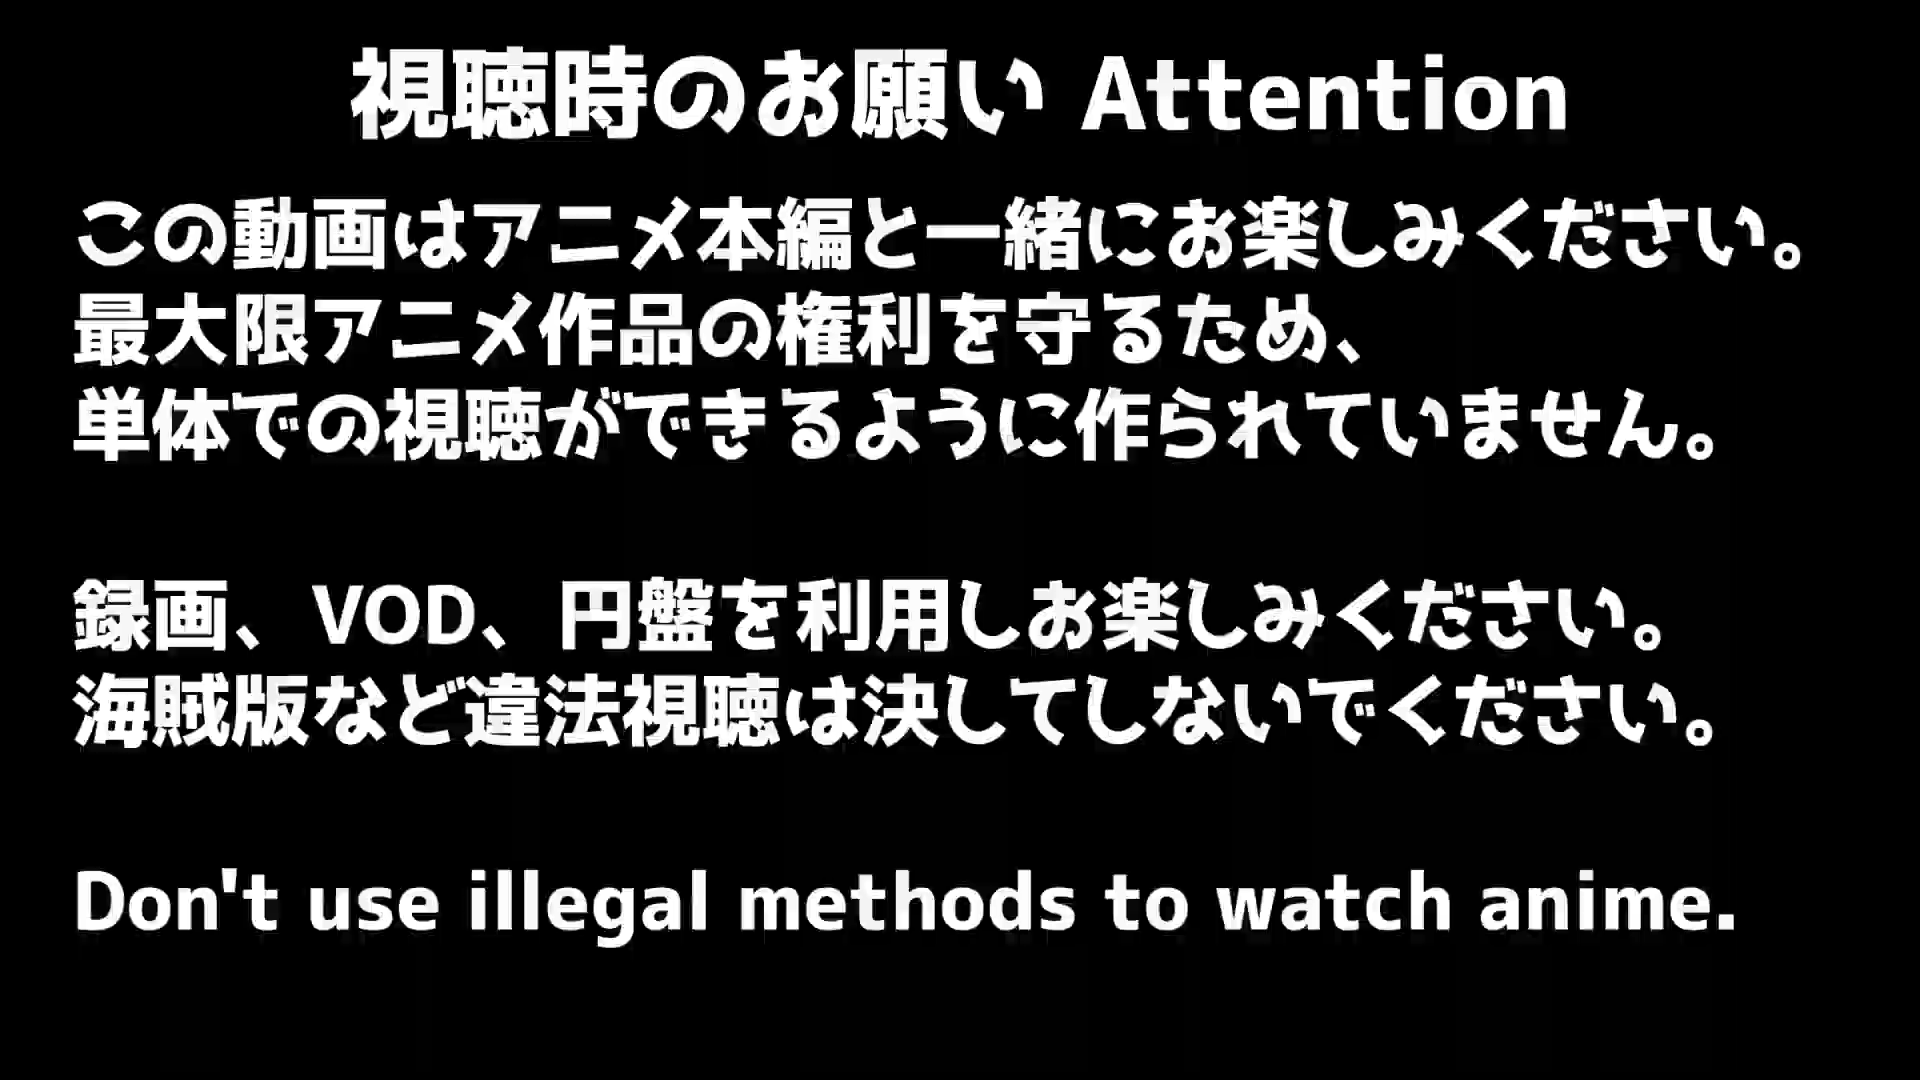 視聴時のお願い Attention
この動画はアニメ本編と一緒にお楽しみください。
最大限アニメ作品の権利を守るため、
単体での視聴ができるように作られていません。
録画、VOD、円盤を利用しお楽しみください。
海賊版など違法視聴は決してしないでください。
Don't use illegal methods to watch anime.